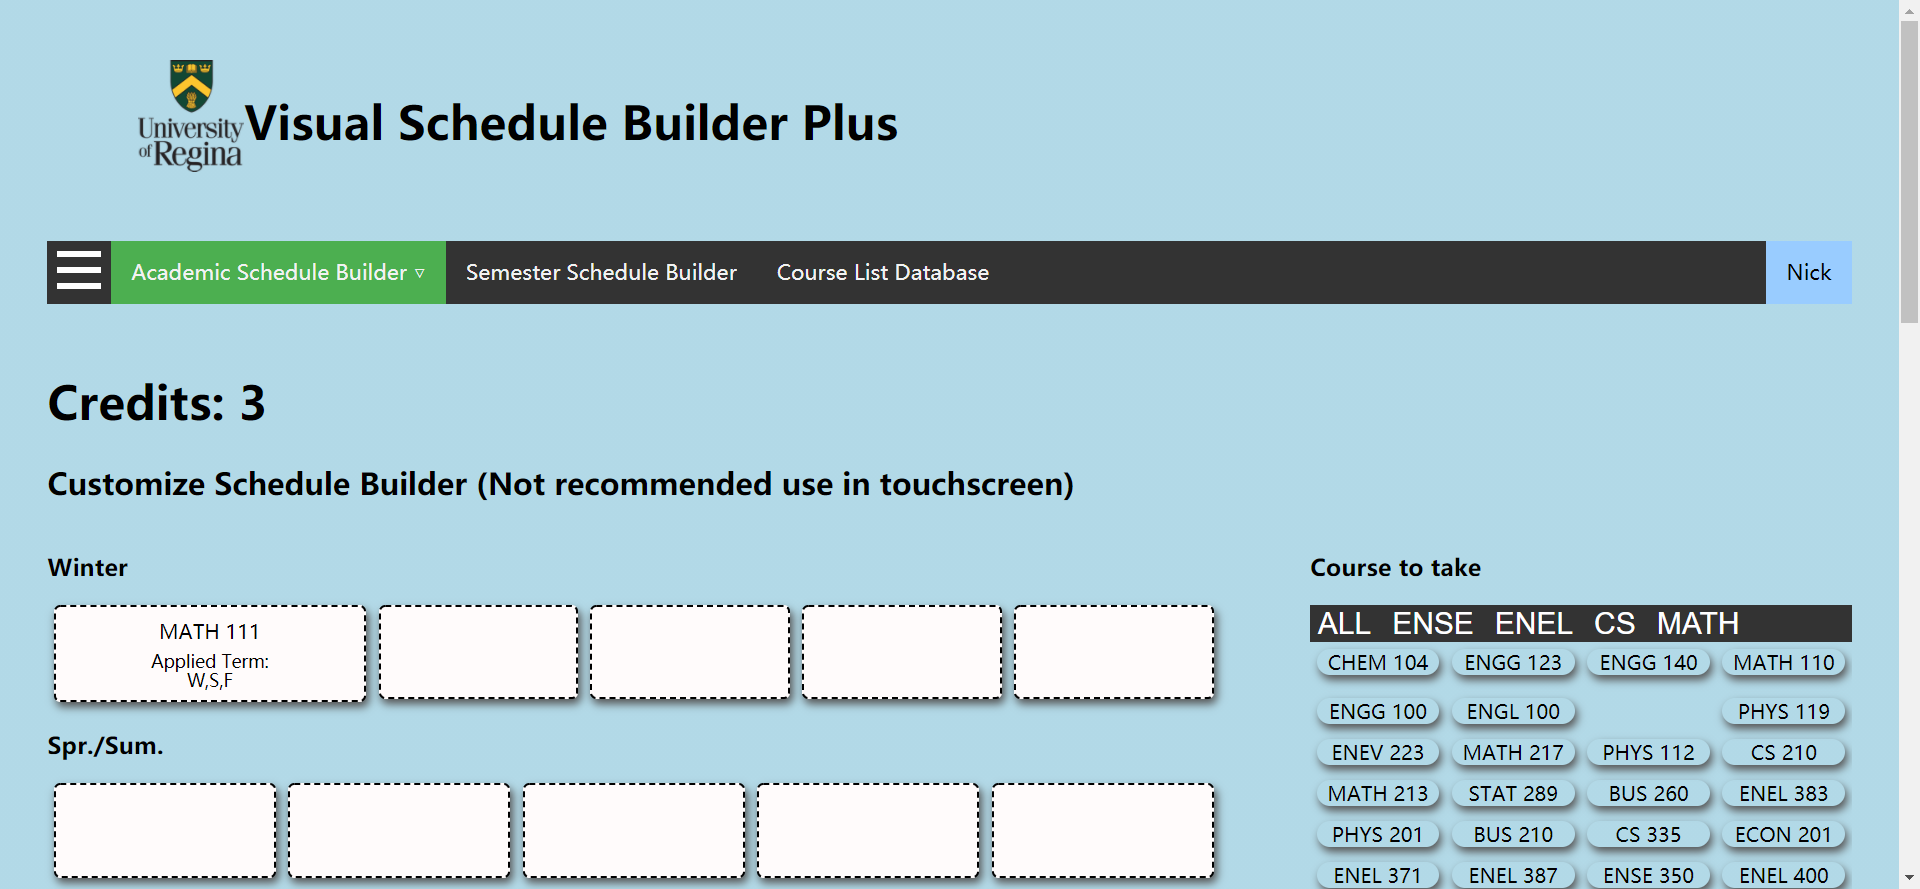 University
of Regina
Visual Schedule Builder Plus
Academic Schedule Builder ▿
Semester Schedule Builder
Course List Database
Nick
Credits: 3
Customize Schedule Builder (Not recommended use in touchscreen)
Winter
MATH 111
Applied Term:
W,S,F
Spr./Sum.
Course to take
ALL ENSE ENEL CS MATH
CHEM 104 ENGG 123 ENGG 140 MATH 110
ENGG 100 ENGL 100 PHYS 119
ENEV 223 MATH 217 PHYS 112 CS 210
MATH 213 STAT 289 BUS 260 ENEL 383
PHYS 201 BUS 210 CS 335 ECON 201
ENEL 371 ENEL 387 ENSE 350 ENEL 400